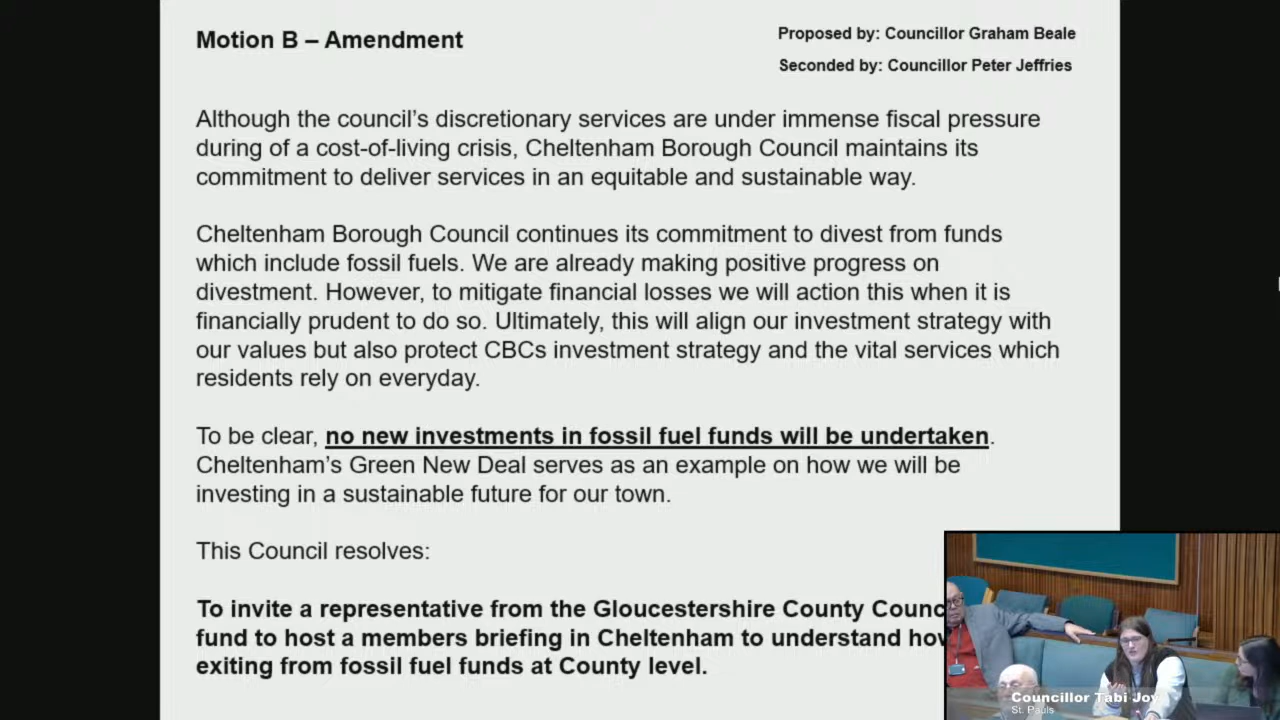 Motion B – Amendment
Proposed by: Councillor Graham Beale
Seconded by: Councillor Peter Jeffries
Although the council’s discretionary services are under immense fiscal pressure
during of a cost-of-living crisis, Cheltenham Borough Council maintains its
commitment to deliver services in an equitable and sustainable way.
Cheltenham Borough Council continues its commitment to divest from funds
which include fossil fuels. We are already making positive progress on
divestment. However, to mitigate financial losses we will action this when it is
financially prudent to do so. Ultimately, this will align our investment strategy with
our values but also protect CBCs investment strategy and the vital services which
residents rely on everyday.
To be clear, no new investments in fossil fuel funds will be undertaken.
Cheltenham’s Green New Deal serves as an example on how we will be
investing in a sustainable future for our town.
This Council resolves:
To invite a representative from the Gloucestershire County
fund to host a members briefing in Cheltenham to understand
exiting from fossil fuel funds at County level.
Councillor Tabi Joy
St. Pauls